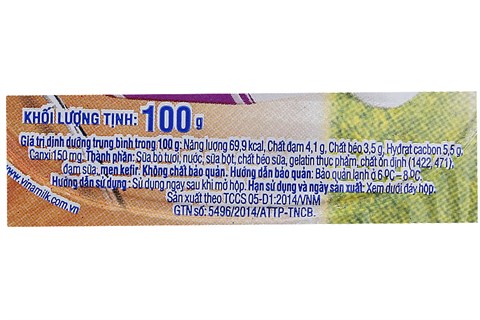 KHỐI LƯỢNG TỊNH: 100g
Giá trị dinh dưỡng trung bình trong 100 g: Năng lượng 69,9 kcal, Chất đạm 4,1 g, Chất béo 3,5 g, Hydrat cacbon 5,5 g,
Canxi 150 mg. Thành phần: Sữa bò tươi, nước, sữa bột, chất béo sữa, gelatin thực phẩm, chất ổn định (1422, 471),
đạm sữa, men kefir. Không chất bảo quản. Hướng dẫn bảo quản: Bảo quản lạnh ở 6 ºC – 8 ºC.
Hướng dẫn sử dụng : Sử dụng ngay sau khi mở hộp. Hạn sử dụng và ngày sản xuất: Xem dưới đáy hộp.
Sản xuất theo TCCS 05-D1:2014/VNM
GTN số: 5496/2014/ATTP-TNCB.
www.vinamilk.com.vn